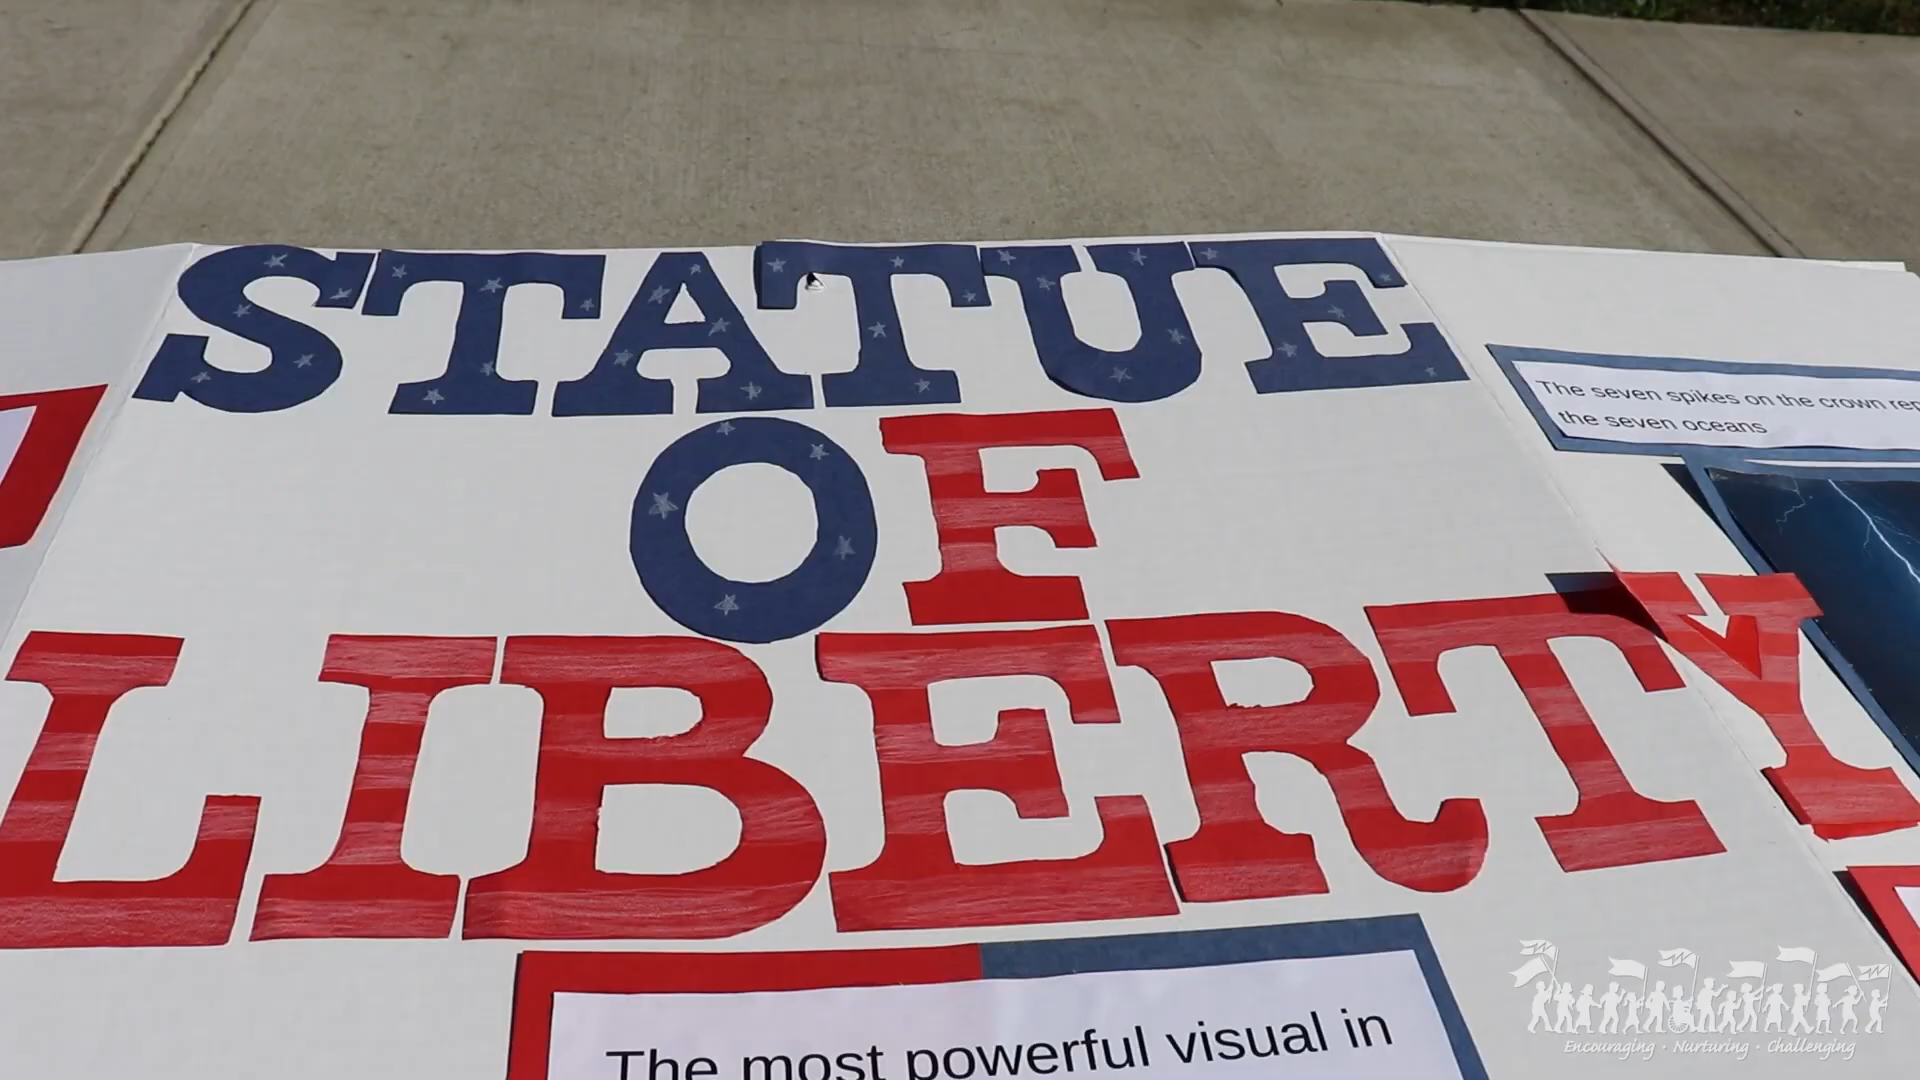 STATUE
OF
LIBERTY
The seven spikes on the crown
the seven oceans
The most powerful visual in
Encouraging · Nurturing · Challenging